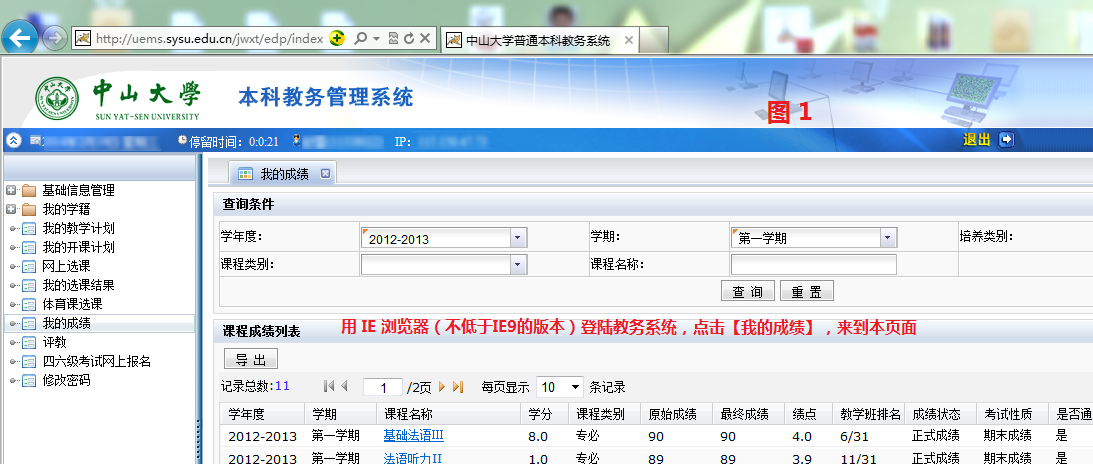 http://uems.sysu.edu.cn/jwxt/edp/index
中山大学普通本科教务系统
中山大學
SUN YAT-SEN UNIVERSITY
本科教务管理系统
图 1
停留时间： 0:0:21
IP：
退出
基础信息管理
我的学籍
我的教学计划
我的开课计划
网上选课
我的选课结果
体育课选课
我的成绩
评教
四六级考试网上报名
修改密码
我的成绩
查询条件
学年度： 2012-2013 学期： 第一学期 培养类别：
课程类别： 课程名称：
查 询 重 置
课程成绩列表
用 IE 浏览器（不低于IE9的版本）登陆教务系统，点击【我的成绩】，来到本页面
导 出
记录总数:11 1 /2页 每页显示 10 条记录
学年度 学期 课程名称 学分 课程类别 原始成绩 最终成绩 绩点 教学班排名 成绩状态 考试性质 是否通
2012-2013 第一学期 基础法语III 8.0 专必 90 90 4.0 6/31 正式成绩 期末成绩 是
2012-2013 第一学期 法语听力II 1.0 专必 89 89 3.9 11/31 正式成绩 期末成绩 是